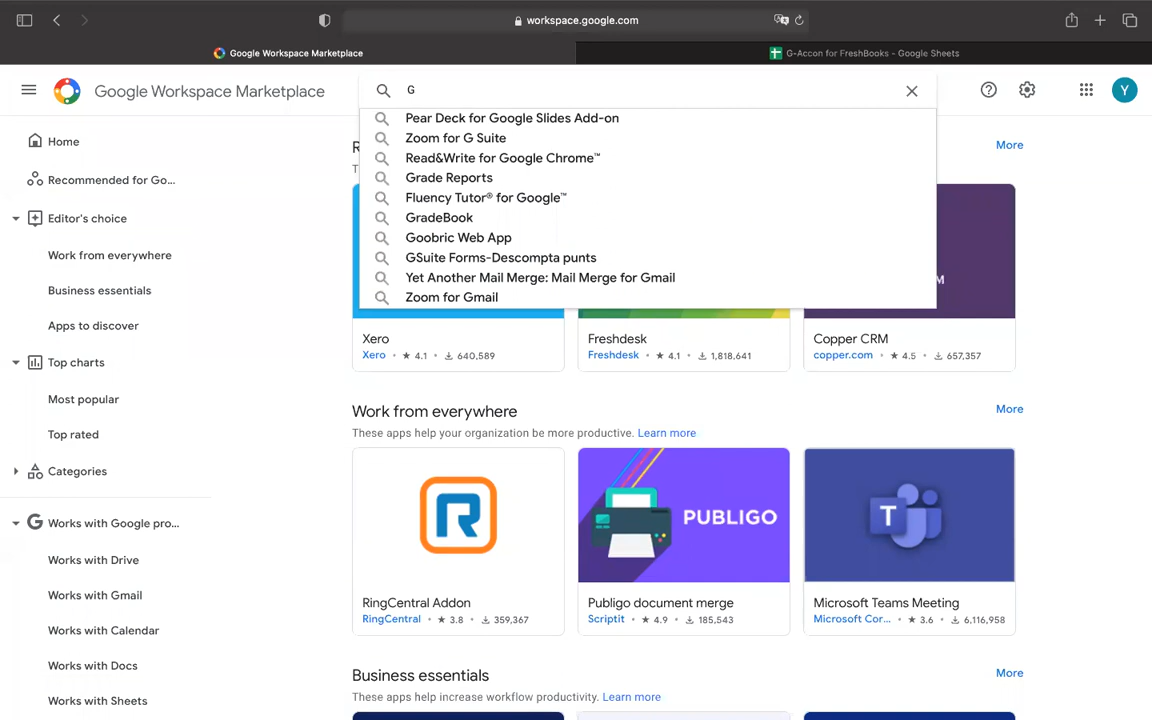 workspace.google.com
Google Workspace Marketplace
G-Accon for FreshBooks - Google Sheets
Google Workspace Marketplace
G
Y
Pear Deck for Google Slides Add-on
Zoom for G Suite
Read&Write for Google Chrome™
Grade Reports
Fluency Tutor® for Google™
GradeBook
Goobric Web App
GSuite Forms-Descompta punts
Yet Another Mail Merge: Mail Merge for Gmail
Zoom for Gmail
Home
Recommended for Go...
Editor's choice
Work from everywhere
Business essentials
Apps to discover
Top charts
Most popular
Top rated
Categories
Works with Google pro...
Works with Drive
Works with Gmail
Works with Calendar
Works with Docs
Works with Sheets
More
Xero
Xero • ★ 4.1 • 640,589
Freshdesk
Freshdesk • ★ 4.1 • 1,818,641
Copper CRM
copper.com • ★ 4.5 • 657,357
Work from everywhere
More
These apps help your organization be more productive. Learn more
PUBLIGO
T
RingCentral Addon
RingCentral • ★ 3.8 • 359,367
Publigo document merge
Scriptit • ★ 4.9 • 185,543
Microsoft Teams Meeting
Microsoft Cor... • ★ 3.6 • 6,116,958
Business essentials
More
These apps help increase workflow productivity. Learn more